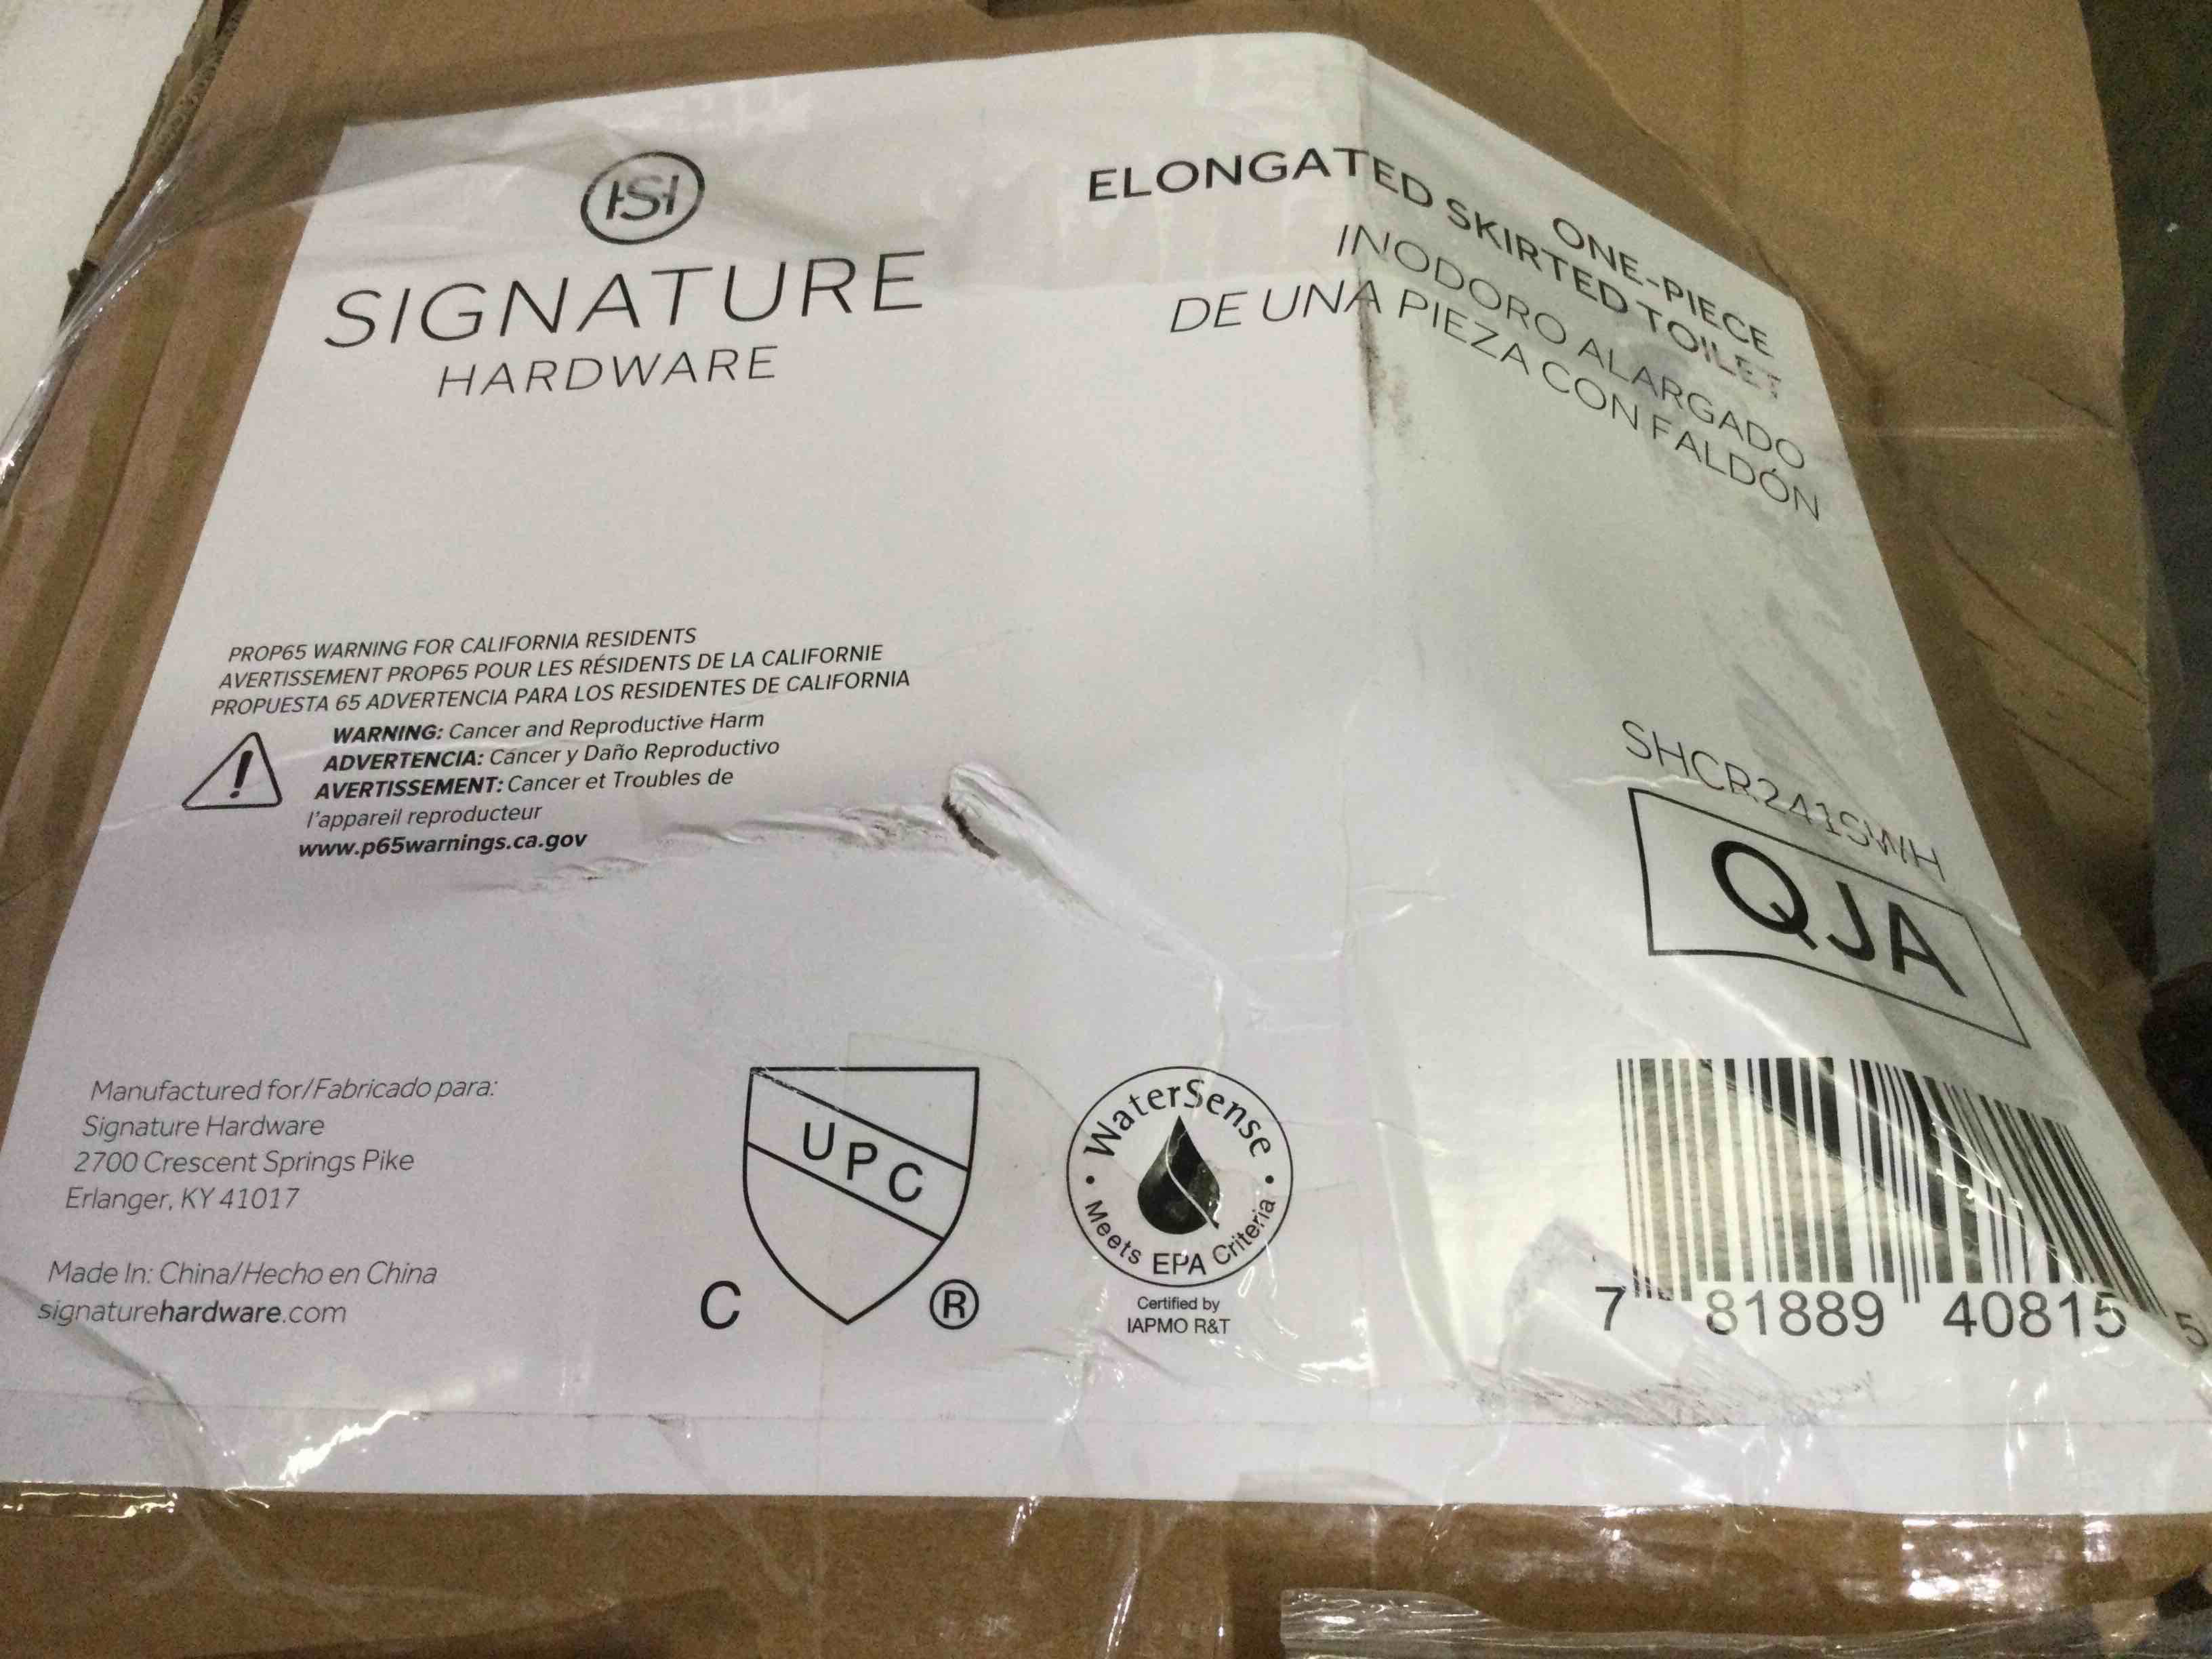 SH
SIGNATURE
HARDWARE
ONE-PIECE
ELONGATED SKIRTED TOILET
INODORO ALARGADO
DE UNA PIEZA CON FALDÓN
PROP65 WARNING FOR CALIFORNIA RESIDENTS
AVERTISSEMENT PROP65 POUR LES RÉSIDENTS DE LA CALIFORNIE
PROPUESTA 65 ADVERTENCIA PARA LOS RESIDENTES DE CALIFORNIA
WARNING: Cancer and Reproductive Harm
ADVERTENCIA: Cáncer y Daño Reproductivo
AVERTISSEMENT: Cancer et Troubles de
l'appareil reproducteur
www.p65warnings.ca.gov
SHCR241SWH
QJA
Manufactured for/Fabricado para:
Signature Hardware
2700 Crescent Springs Pike
Erlanger, KY 41017
Made In: China/Hecho en China
signaturehardware.com
UPC
C ®
WaterSense
Meets EPA Criteria
Certified by
IAPMO R&T
7 81889 40815 5